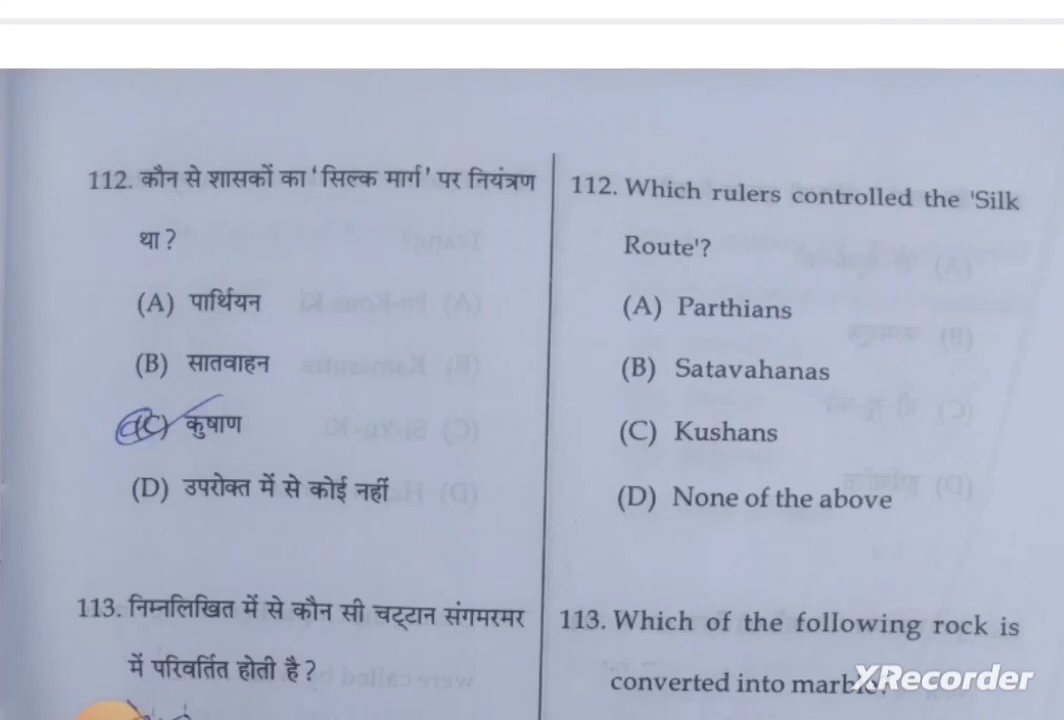 112. कौन से शासकों का 'सिल्क मार्ग' पर नियंत्रण
था ?
(A) पार्थियन
(B) सातवाहन
(C) कुषाण
(D) उपरोक्त में से कोई नहीं
113. निम्नलिखित में से कौन सी चट्टान संगमरमर
में परिवर्तित होती है ?
112. Which rulers controlled the 'Silk
Route'?
(A) Parthians
(B) Satavahanas
(C) Kushans
(D) None of the above
113. Which of the following rock is
converted into marble?
XRecorder